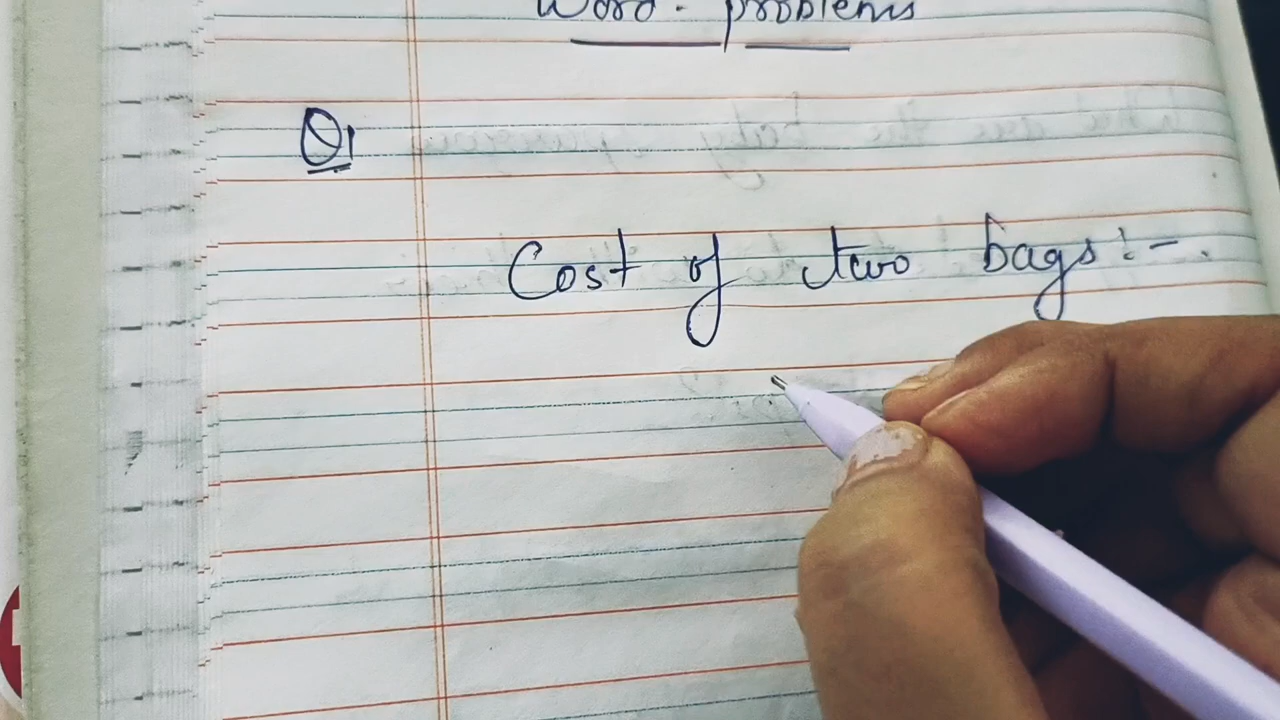 Word - problems
Q1
Cost of two bags :- .